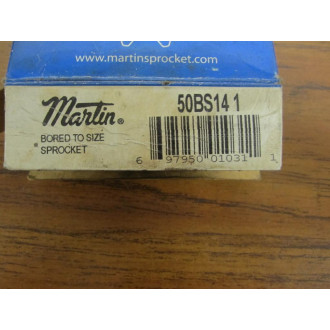 www.martinsprocket.com
Martin®
50BS14 1
BORED TO SIZE
SPROCKET
6 97950 01031 1